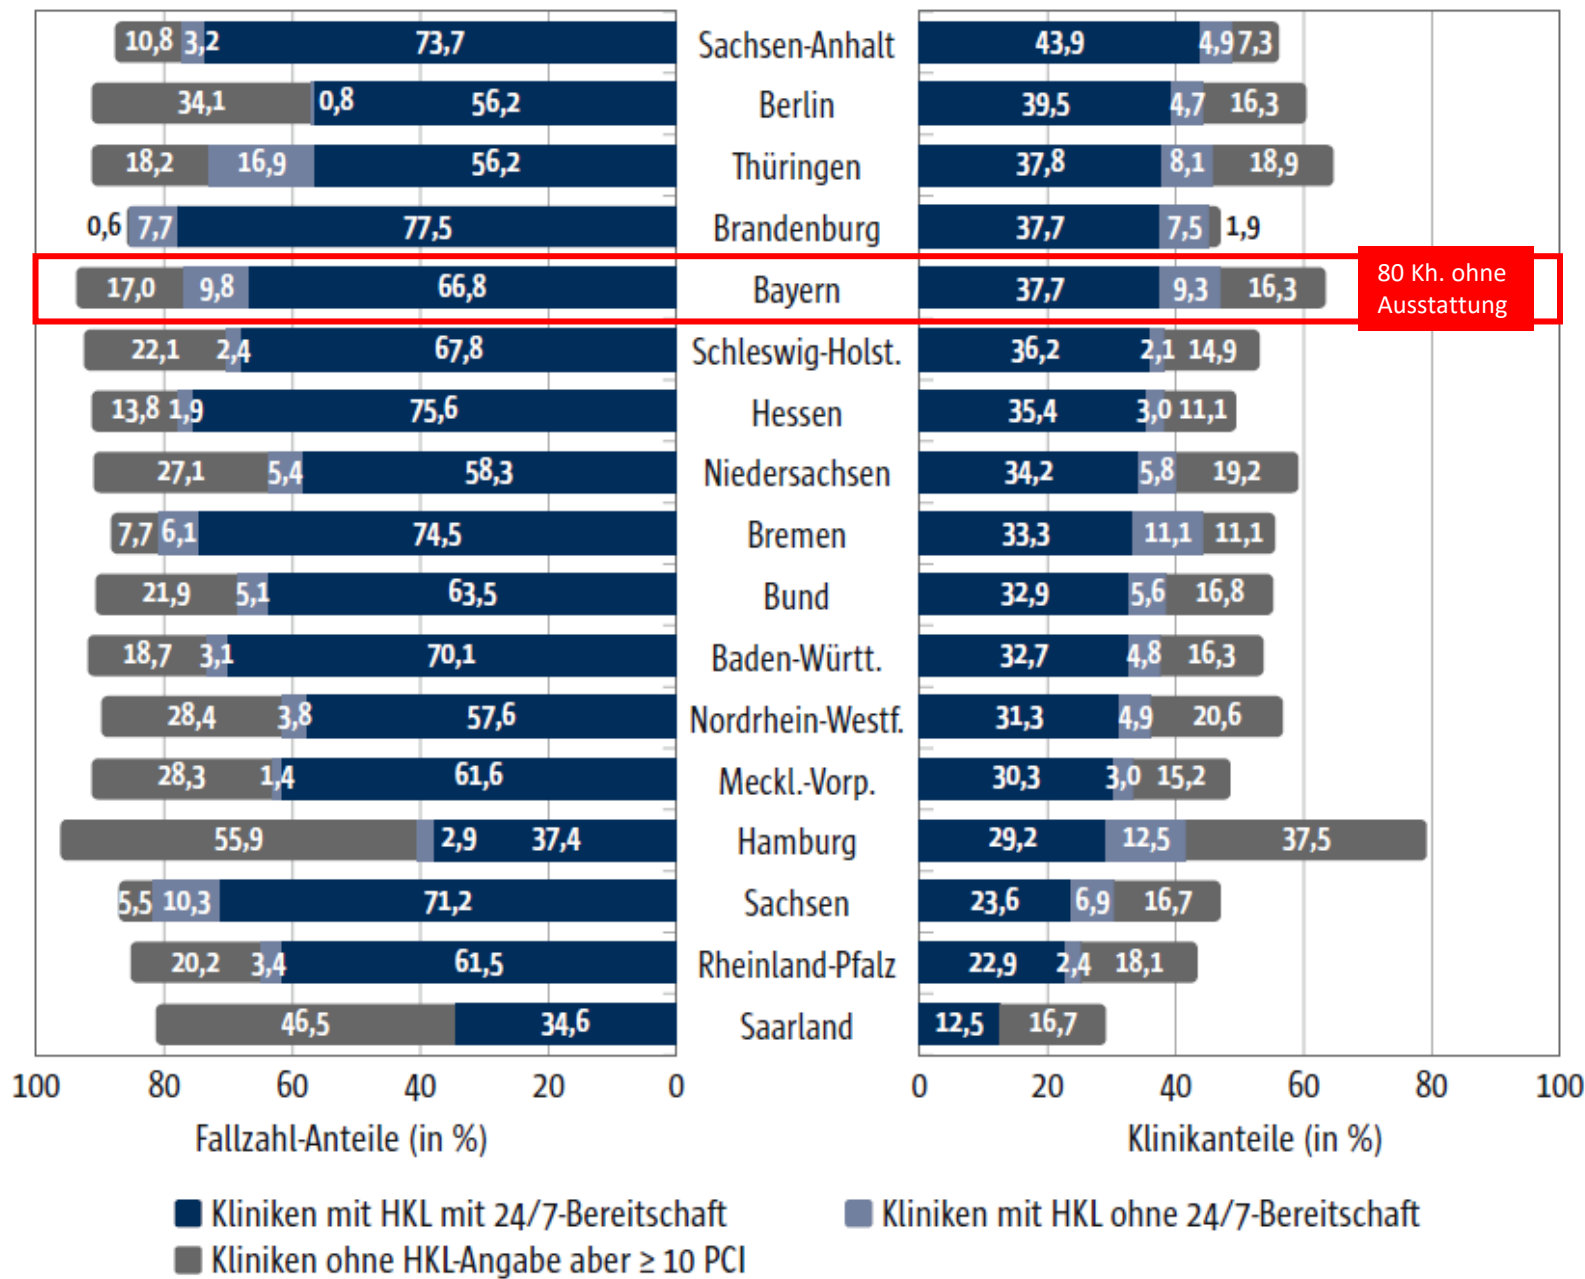 10,8 3,2 73,7 Sachsen-Anhalt 43,9 4,9 7,3
34,1 0,8 56,2 Berlin 39,5 4,7 16,3
18,2 16,9 56,2 Thüringen 37,8 8,1 18,9
0,6 7,7 77,5 Brandenburg 37,7 7,5 1,9
17,0 9,8 66,8 Bayern 37,7 9,3 16,3
80 Kh. ohne
Ausstattung
22,1 2,4 67,8 Schleswig-Holst. 36,2 2,1 14,9
13,8 1,9 75,6 Hessen 35,4 3,0 11,1
27,1 5,4 58,3 Niedersachsen 34,2 5,8 19,2
7,7 6,1 74,5 Bremen 33,3 11,1 11,1
21,9 5,1 63,5 Bund 32,9 5,6 16,8
18,7 3,1 70,1 Baden-Württ. 32,7 4,8 16,3
28,4 3,8 57,6 Nordrhein-Westf. 31,3 4,9 20,6
28,3 1,4 61,6 Meckl.-Vorp. 30,3 3,0 15,2
55,9 2,9 37,4 Hamburg 29,2 12,5 37,5
5,5 10,3 71,2 Sachsen 23,6 6,9 16,7
20,2 3,4 61,5 Rheinland-Pfalz 22,9 2,4 18,1
46,5 34,6 Saarland 12,5 16,7
100 80 60 40 20 0 0 20 40 60 80 100
Fallzahl-Anteile (in %) Klinikanteile (in %)
Kliniken mit HKL mit 24/7-Bereitschaft Kliniken mit HKL ohne 24/7-Bereitschaft
Kliniken ohne HKL-Angabe aber ≥ 10 PCI